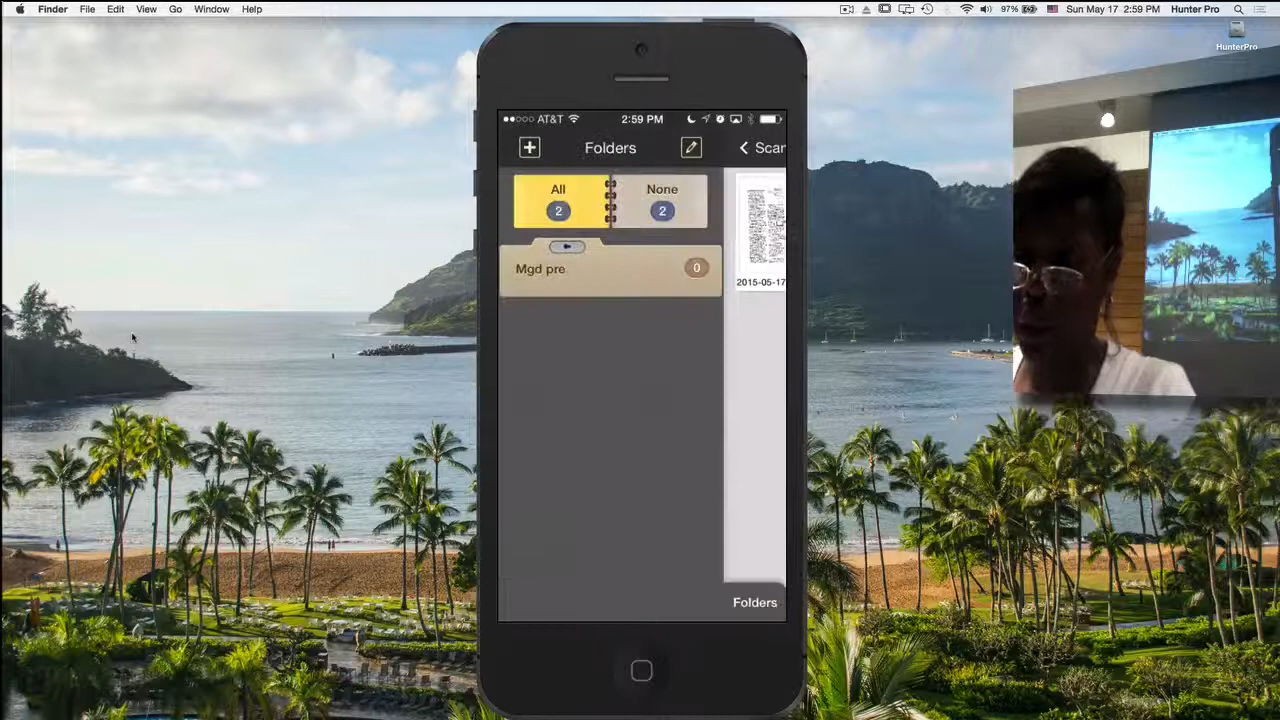 Finder File Edit View Go Window Help 97% Sun May 17 2:59 PM Hunter Pro
HunterPro
AT&T 2:59 PM
Folders
Scan
All
2
None
2
Mgd pre
0
2015-05-17
Folders